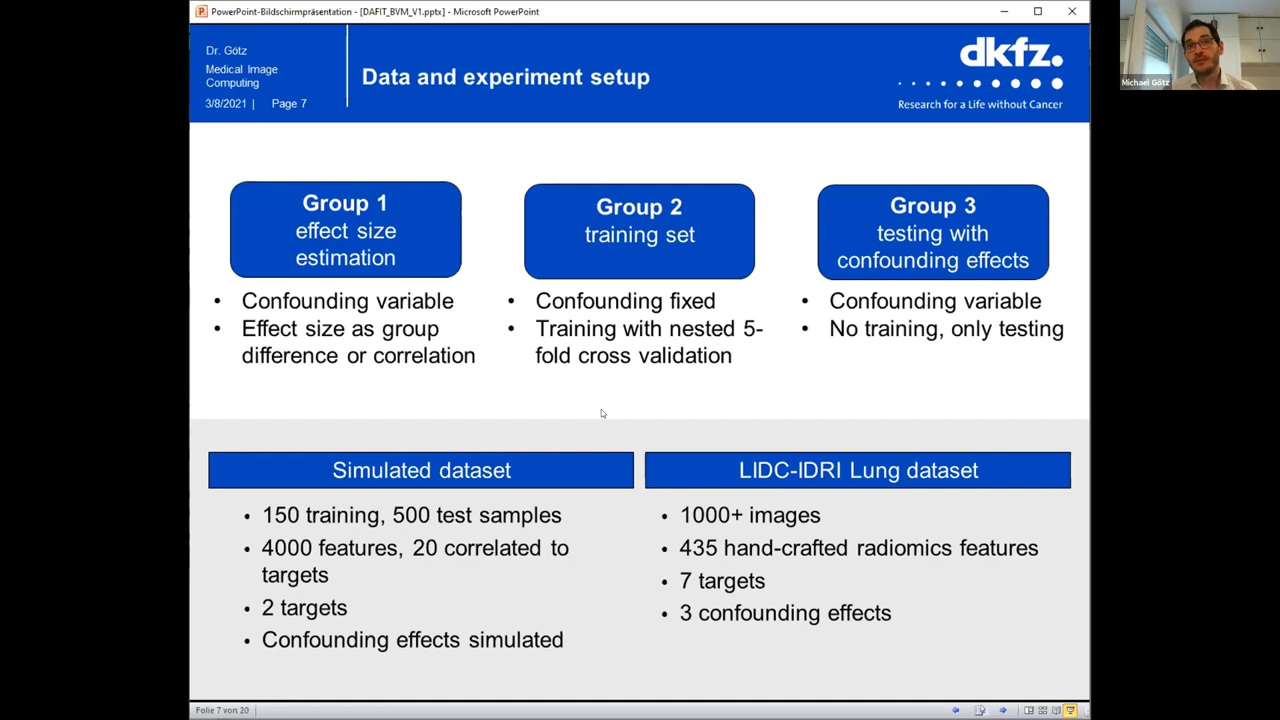 PowerPoint-Bildschirmpräsentation - [DAFIT_BVM_V1.pptx] - Microsoft PowerPoint
Dr. Götz
Medical Image
Computing
3/8/2021 | Page 7
Data and experiment setup
dkfz.
Research for a Life without Cancer
Michael Götz
Group 1
effect size
estimation
• Confounding variable
• Effect size as group
difference or correlation
Group 2
training set
• Confounding fixed
• Training with nested 5-
fold cross validation
Group 3
testing with
confounding effects
• Confounding variable
• No training, only testing
Simulated dataset
• 150 training, 500 test samples
• 4000 features, 20 correlated to
targets
• 2 targets
• Confounding effects simulated
LIDC-IDRI Lung dataset
• 1000+ images
• 435 hand-crafted radiomics features
• 7 targets
• 3 confounding effects
Folie 7 von 20